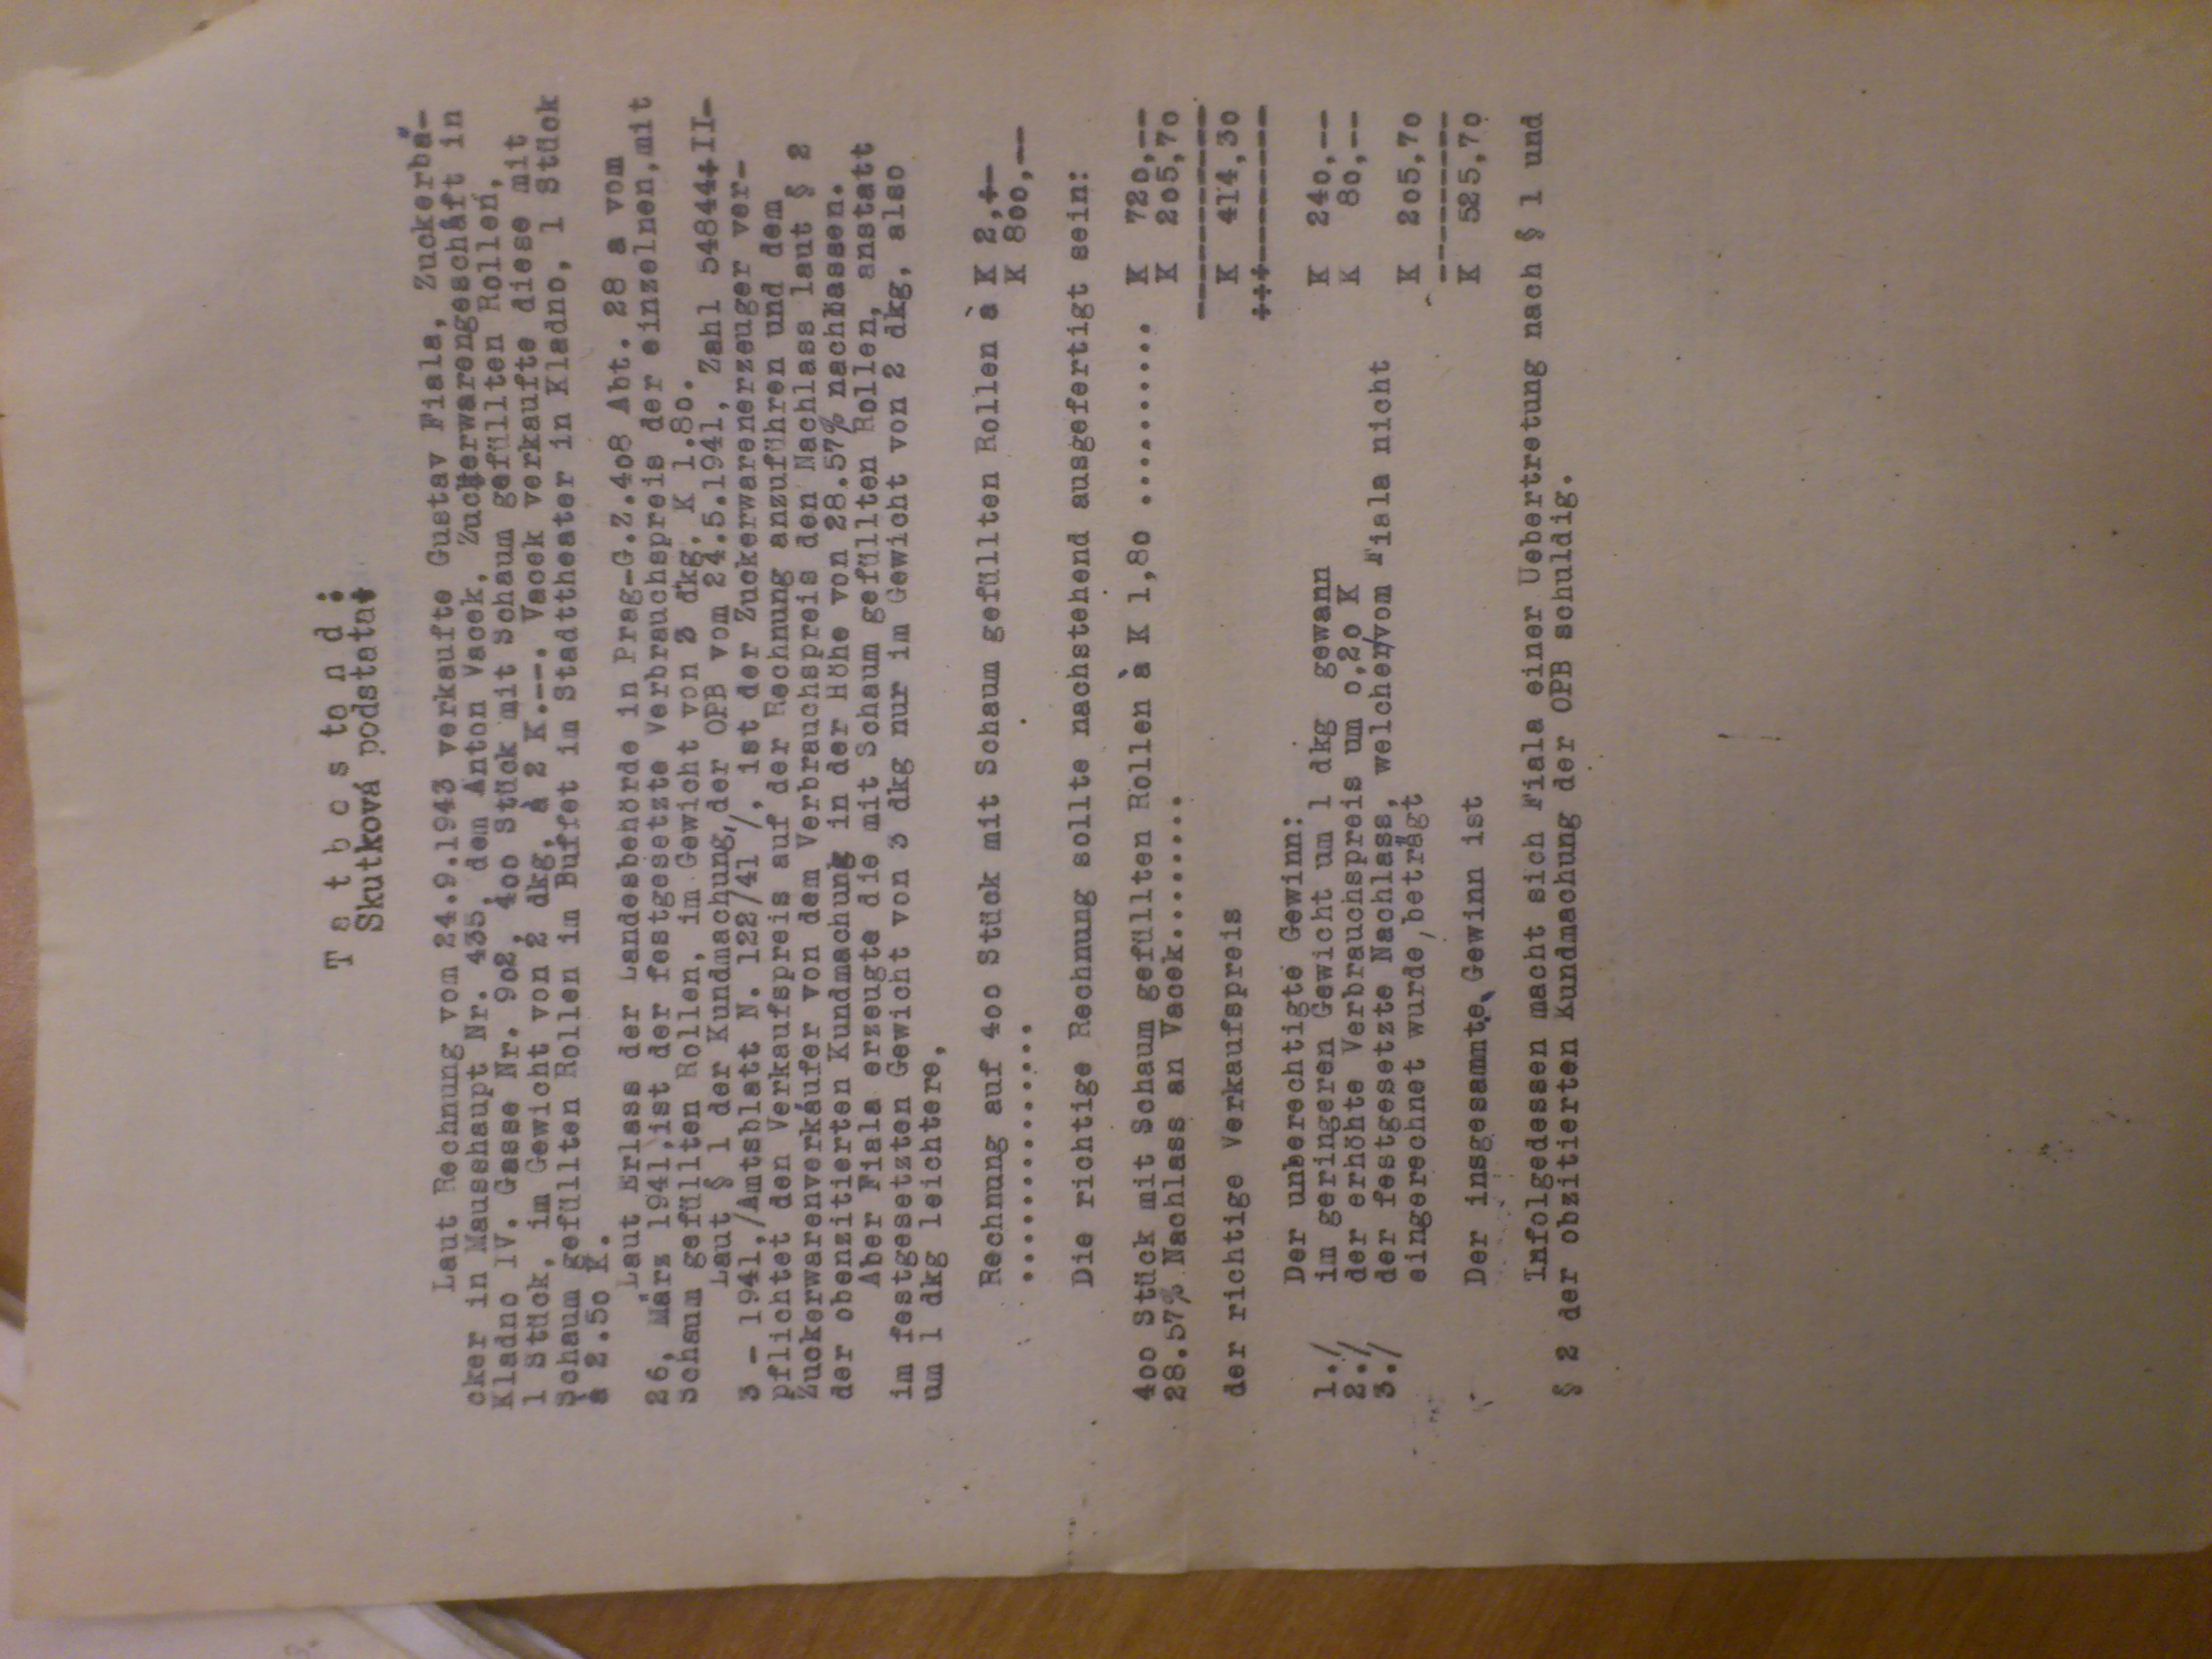 T a t b e s t a n d :
Skutková podstata:
Laut Rechnung vom 24.9.1943 verkaufte Gustav Fiala, Zuckerbä-
cker in Mausshaupt Nr. 435, dem Anton Vacek, Zuckerwarengeschäft in
Kladno IV. Gasse Nr. 9o2, 4oo Stück mit Schaum gefüllten Rollen,
1 Stück, im Gewicht von 2 dkg, à 2 K.--. Vacek verkaufte diese mit
Schaum gefüllten Rollen im Buffet im Stadttheater in Kladno, 1 Stück
à 2.5o K.
Laut Erlass der Landesbehörde in Prag-G.Z.4o8 Abt. 28 a vom
26, März 1941,ist der festgesetzte Verbrauchspreis der einzelnen,mit
Schaum gefüllten Rollen, im Gewicht von 3 dkg, K 1.8o.
Laut § 1 der Kundmachung, der OPB vom 24.5.1941, Zahl 54844+II-
3 - 1941,/Amtsblatt N. 122/41 /, ist der Zuckerwarenerzeuger ver-
pflichtet den Verkaufspreis auf der Rechnung anzuführen und dem
Zuckerwarenverkäufer von dem Verbrauchspreis den Nachlass laut § 2
der obenzitierten Kundmachung in der Höhe von 28.57% nachlassen.
Aber Fiala erzeugte die mit Schaum gefüllten Rollen, anstatt
im festgesetzten Gewicht von 3 dkg nur im Gewicht von 2 dkg, also
um 1 dkg leichtere,
Rechnung auf 4oo Stück mit Schaum gefüllten Rollen à K 2,+-
.............. K 8oo,--
Die richtige Rechnung sollte nachstehend ausgefertigt sein:
4oo Stück mit Schaum gefüllten Rollen à K 1,8o .......... K 72o,--
28.57% Nachlass an Vacek........ K 2o5,7o
-----------
der richtige Verkaufspreis K 414,3o
+++--------
Der unberechtigte Gewinn:
1./ im geringeren Gewicht um 1 dkg gewann K 24o,--
2./ der erhöhte Verbrauchspreis um o,2o K K 8o,--
3./ der festgesetzte Nachlass, welcher/vom Fiala nicht
eingerechnet wurde,beträgt K 2o5,7o
---------
Der insgesammte Gewinn ist K 525,7o
Infolgedessen macht sich Fiala einer Uebertretung nach § 1 und
§ 2 der obzitierten Kundmachung der OPB schuldig.